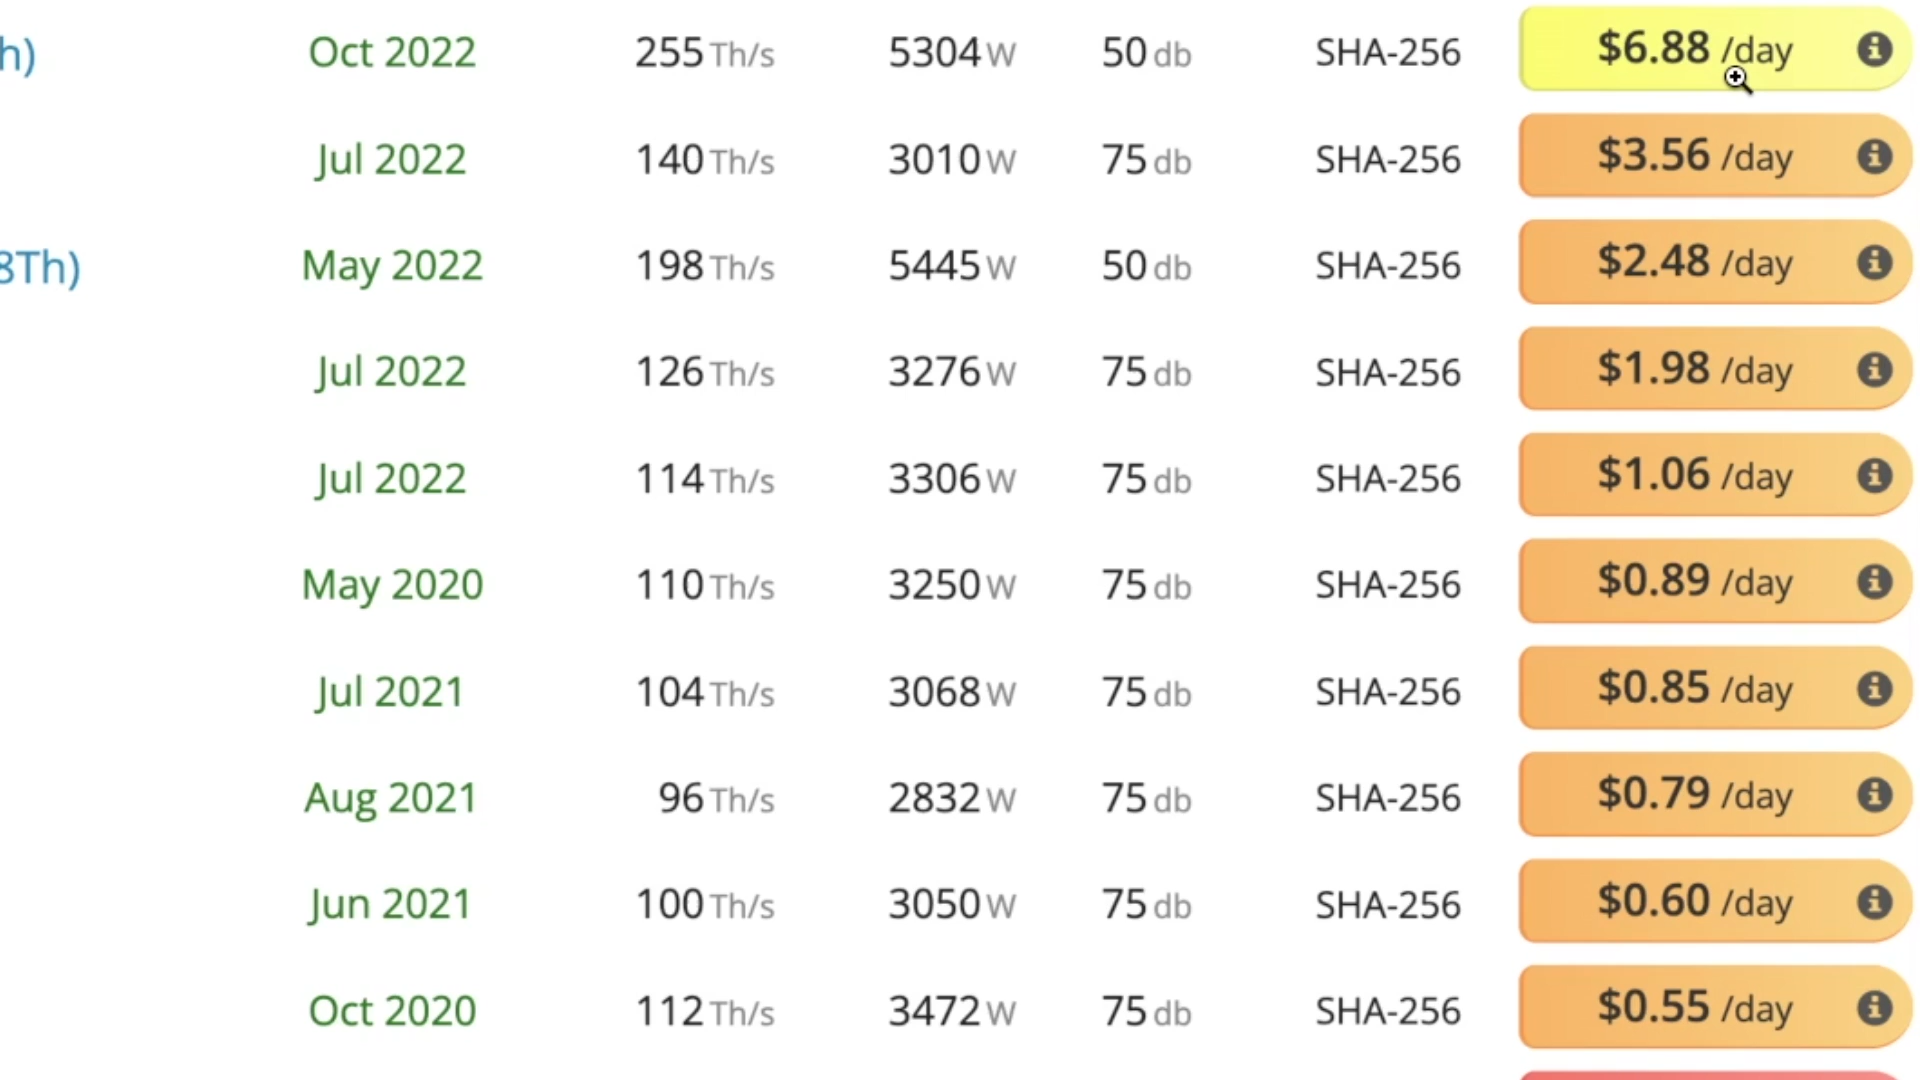 h) Oct 2022 255 Th/s 5304 W 50 db SHA-256 $6.88 /day i
Jul 2022 140 Th/s 3010 W 75 db SHA-256 $3.56 /day i
8Th) May 2022 198 Th/s 5445 W 50 db SHA-256 $2.48 /day i
Jul 2022 126 Th/s 3276 W 75 db SHA-256 $1.98 /day i
Jul 2022 114 Th/s 3306 W 75 db SHA-256 $1.06 /day i
May 2020 110 Th/s 3250 W 75 db SHA-256 $0.89 /day i
Jul 2021 104 Th/s 3068 W 75 db SHA-256 $0.85 /day i
Aug 2021 96 Th/s 2832 W 75 db SHA-256 $0.79 /day i
Jun 2021 100 Th/s 3050 W 75 db SHA-256 $0.60 /day i
Oct 2020 112 Th/s 3472 W 75 db SHA-256 $0.55 /day i